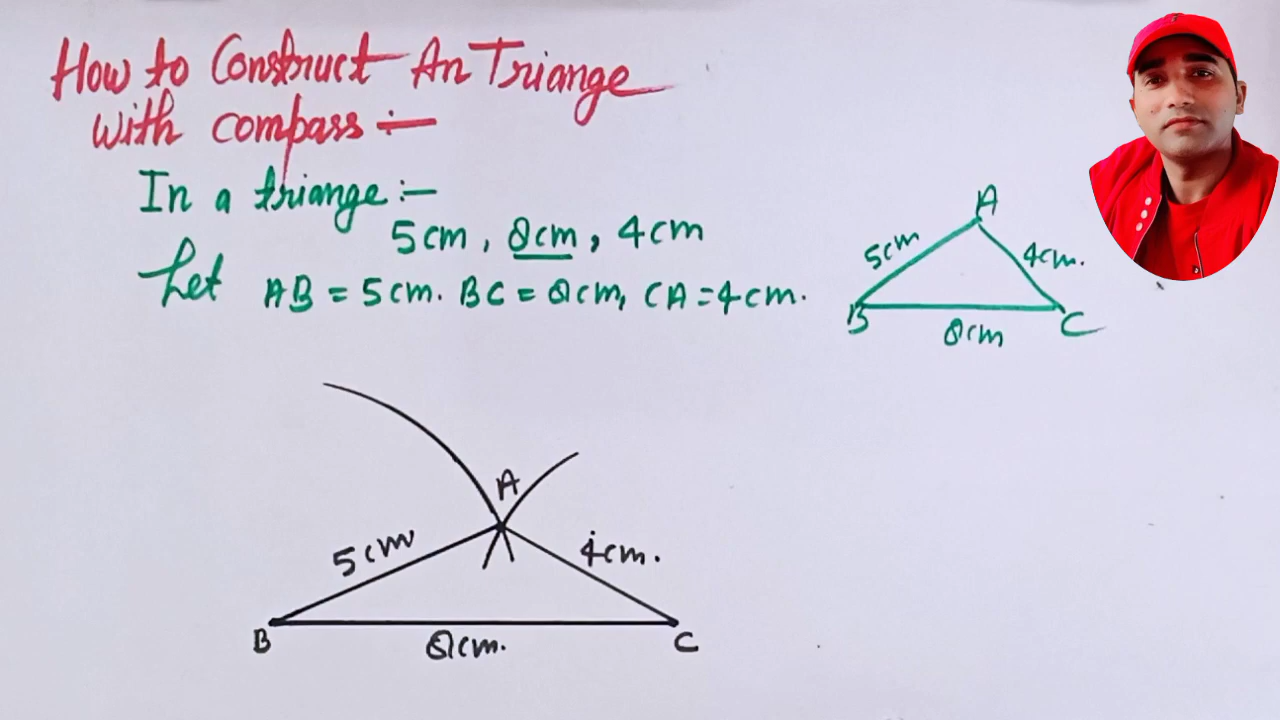 How to Construct An Triange
with compass :-
In a triange :-
5cm, 8cm, 4cm
Let AB = 5cm. BC = 8cm, CA = 4cm.
A
5cm
4cm.
B
C
8cm
A
5cm
4cm.
B
C
8cm.